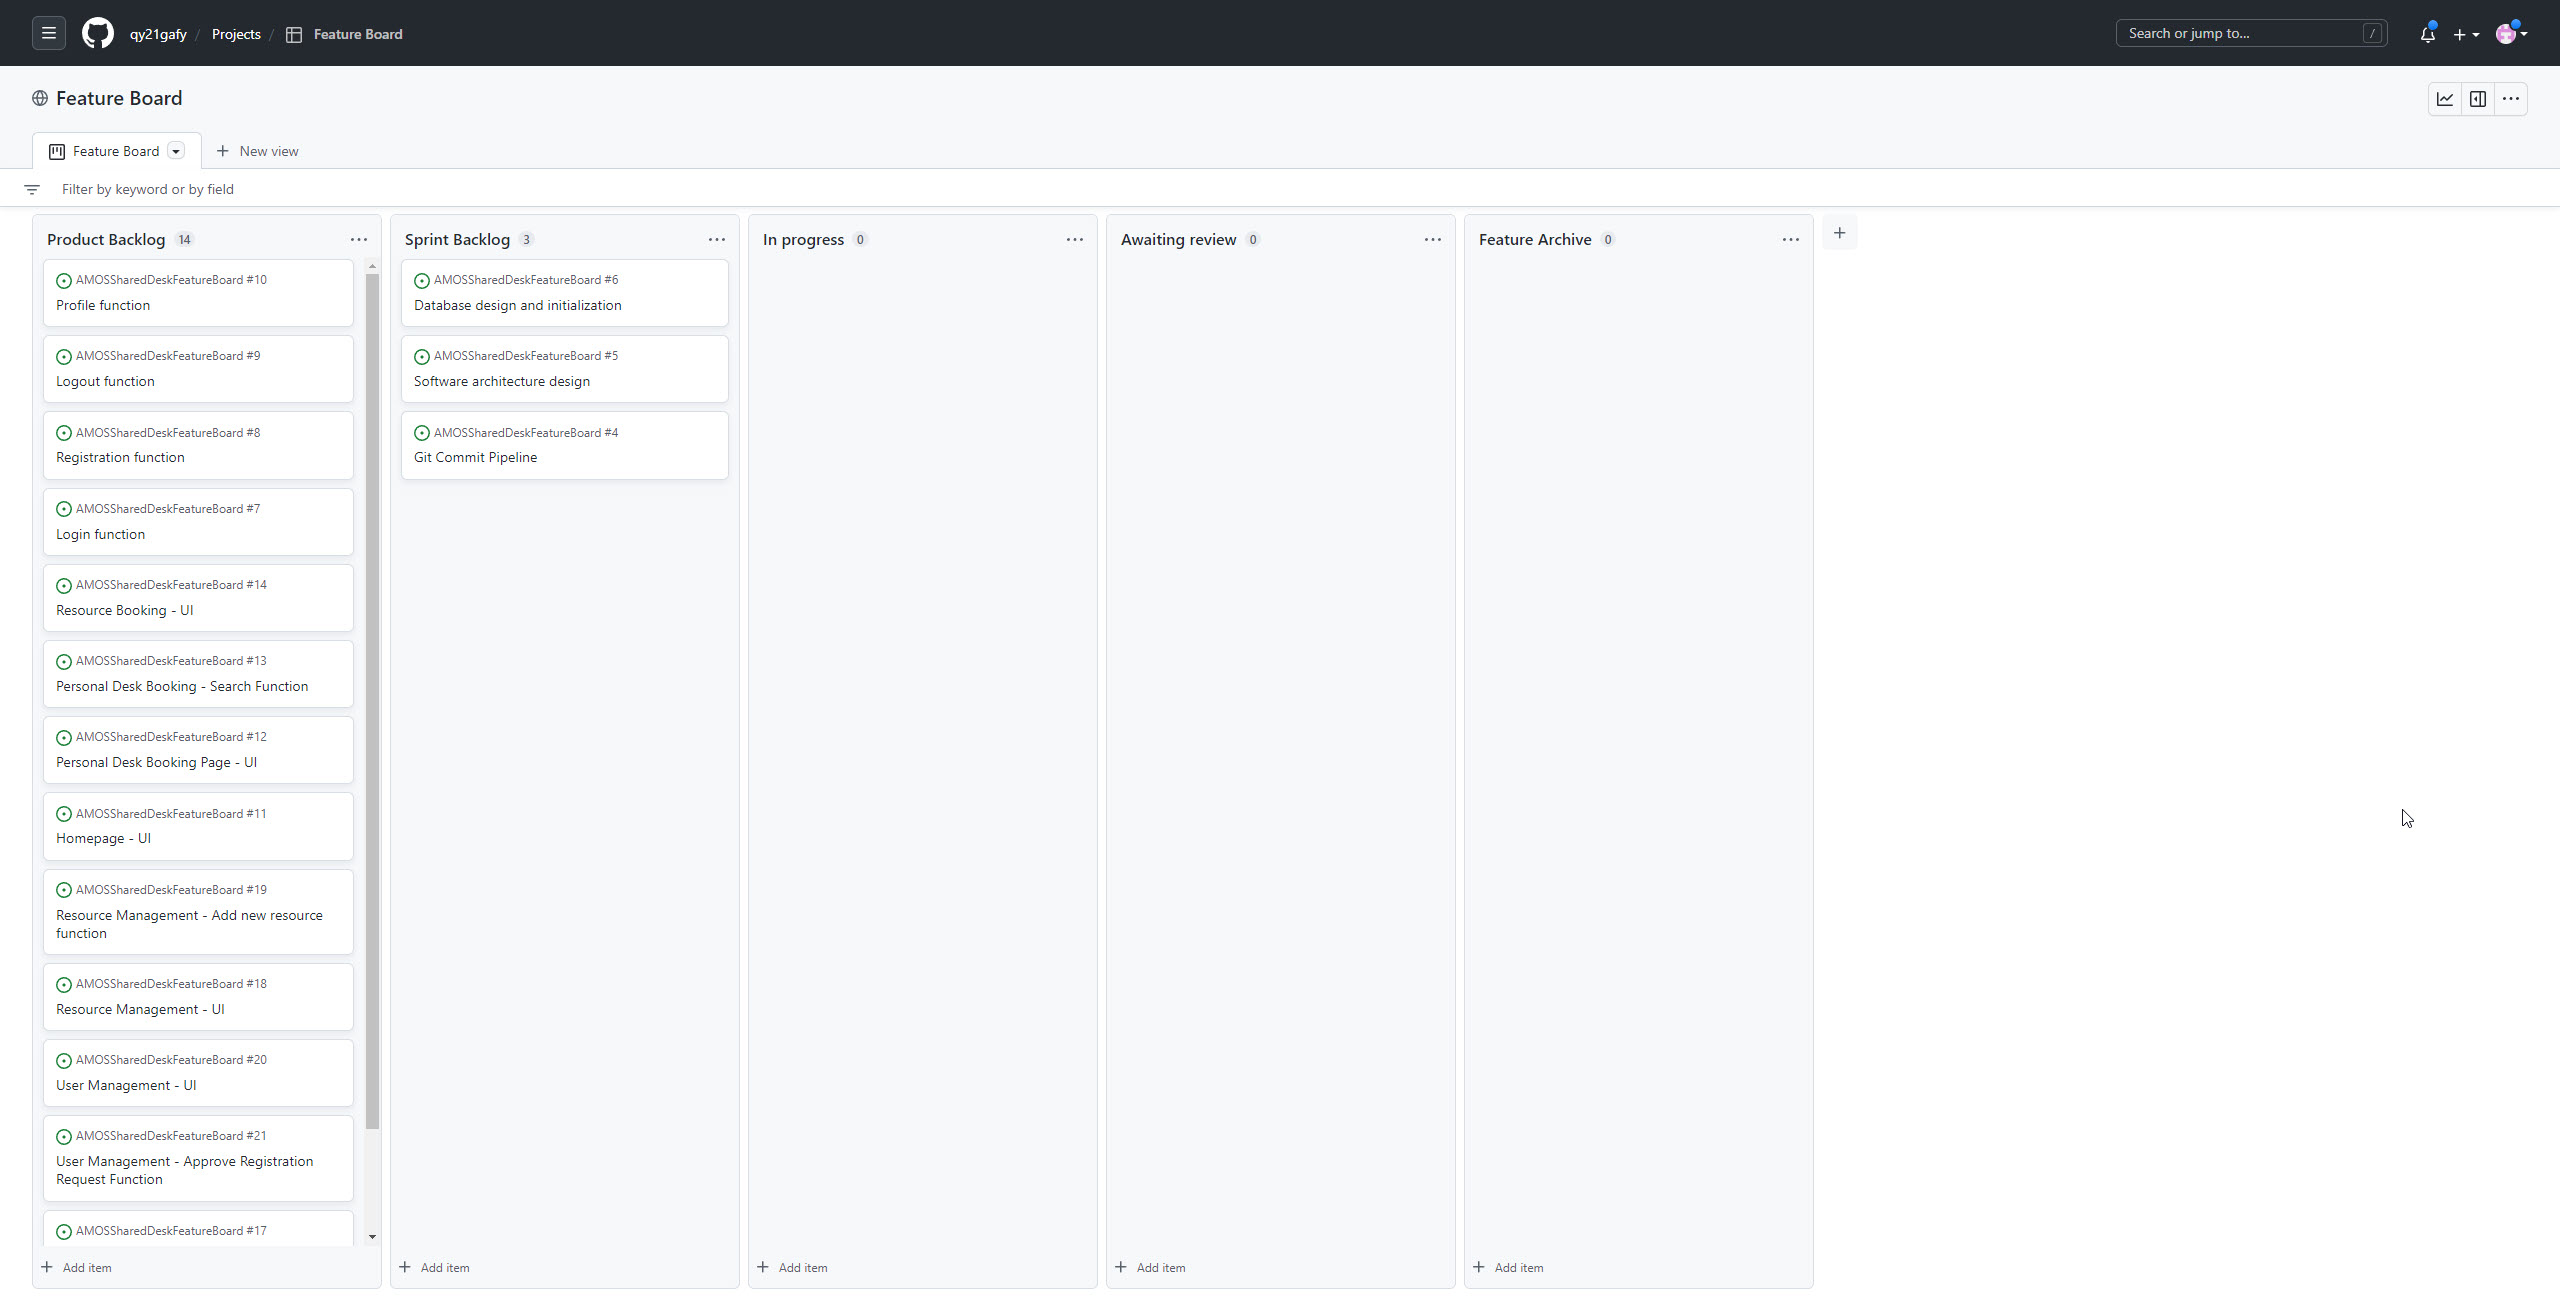 qy21gafy / Projects / Feature Board
Search or jump to... /
Feature Board
Feature Board
New view
Filter by keyword or by field
Product Backlog 14
AMOSSharedDeskFeatureBoard #10
Profile function
AMOSSharedDeskFeatureBoard #9
Logout function
AMOSSharedDeskFeatureBoard #8
Registration function
AMOSSharedDeskFeatureBoard #7
Login function
AMOSSharedDeskFeatureBoard #14
Resource Booking - UI
AMOSSharedDeskFeatureBoard #13
Personal Desk Booking - Search Function
AMOSSharedDeskFeatureBoard #12
Personal Desk Booking Page - UI
AMOSSharedDeskFeatureBoard #11
Homepage - UI
AMOSSharedDeskFeatureBoard #19
Resource Management - Add new resource
function
AMOSSharedDeskFeatureBoard #18
Resource Management - UI
AMOSSharedDeskFeatureBoard #20
User Management - UI
AMOSSharedDeskFeatureBoard #21
User Management - Approve Registration
Request Function
AMOSSharedDeskFeatureBoard #17
Add item
Sprint Backlog 3
AMOSSharedDeskFeatureBoard #6
Database design and initialization
AMOSSharedDeskFeatureBoard #5
Software architecture design
AMOSSharedDeskFeatureBoard #4
Git Commit Pipeline
Add item
In progress 0
Add item
Awaiting review 0
Add item
Feature Archive 0
Add item